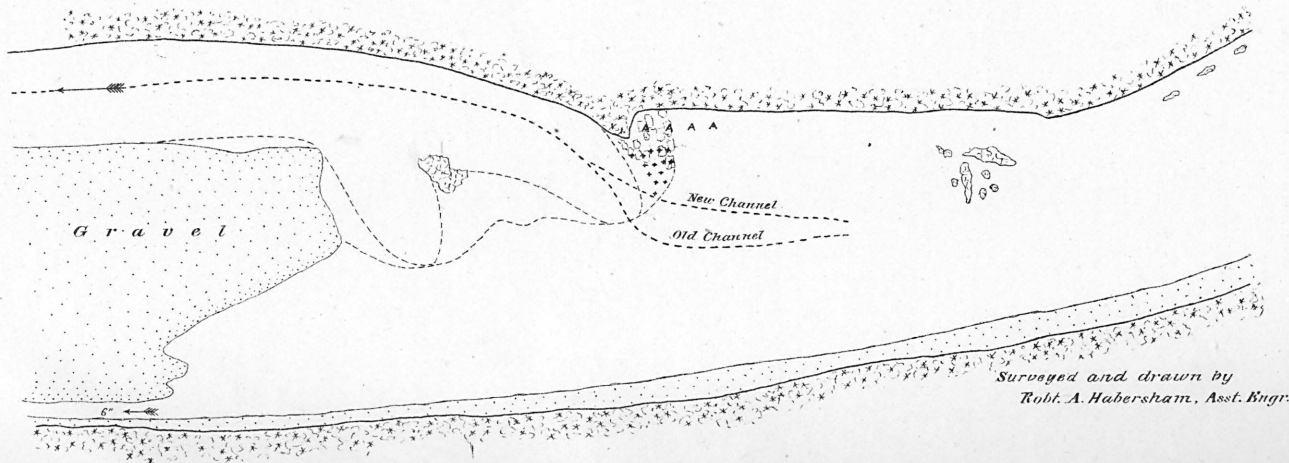 A A A A
New Channel
Old Channel
Gravel
6"
Surveyed and drawn by
Robt. A. Habersham, Asst. Engr.